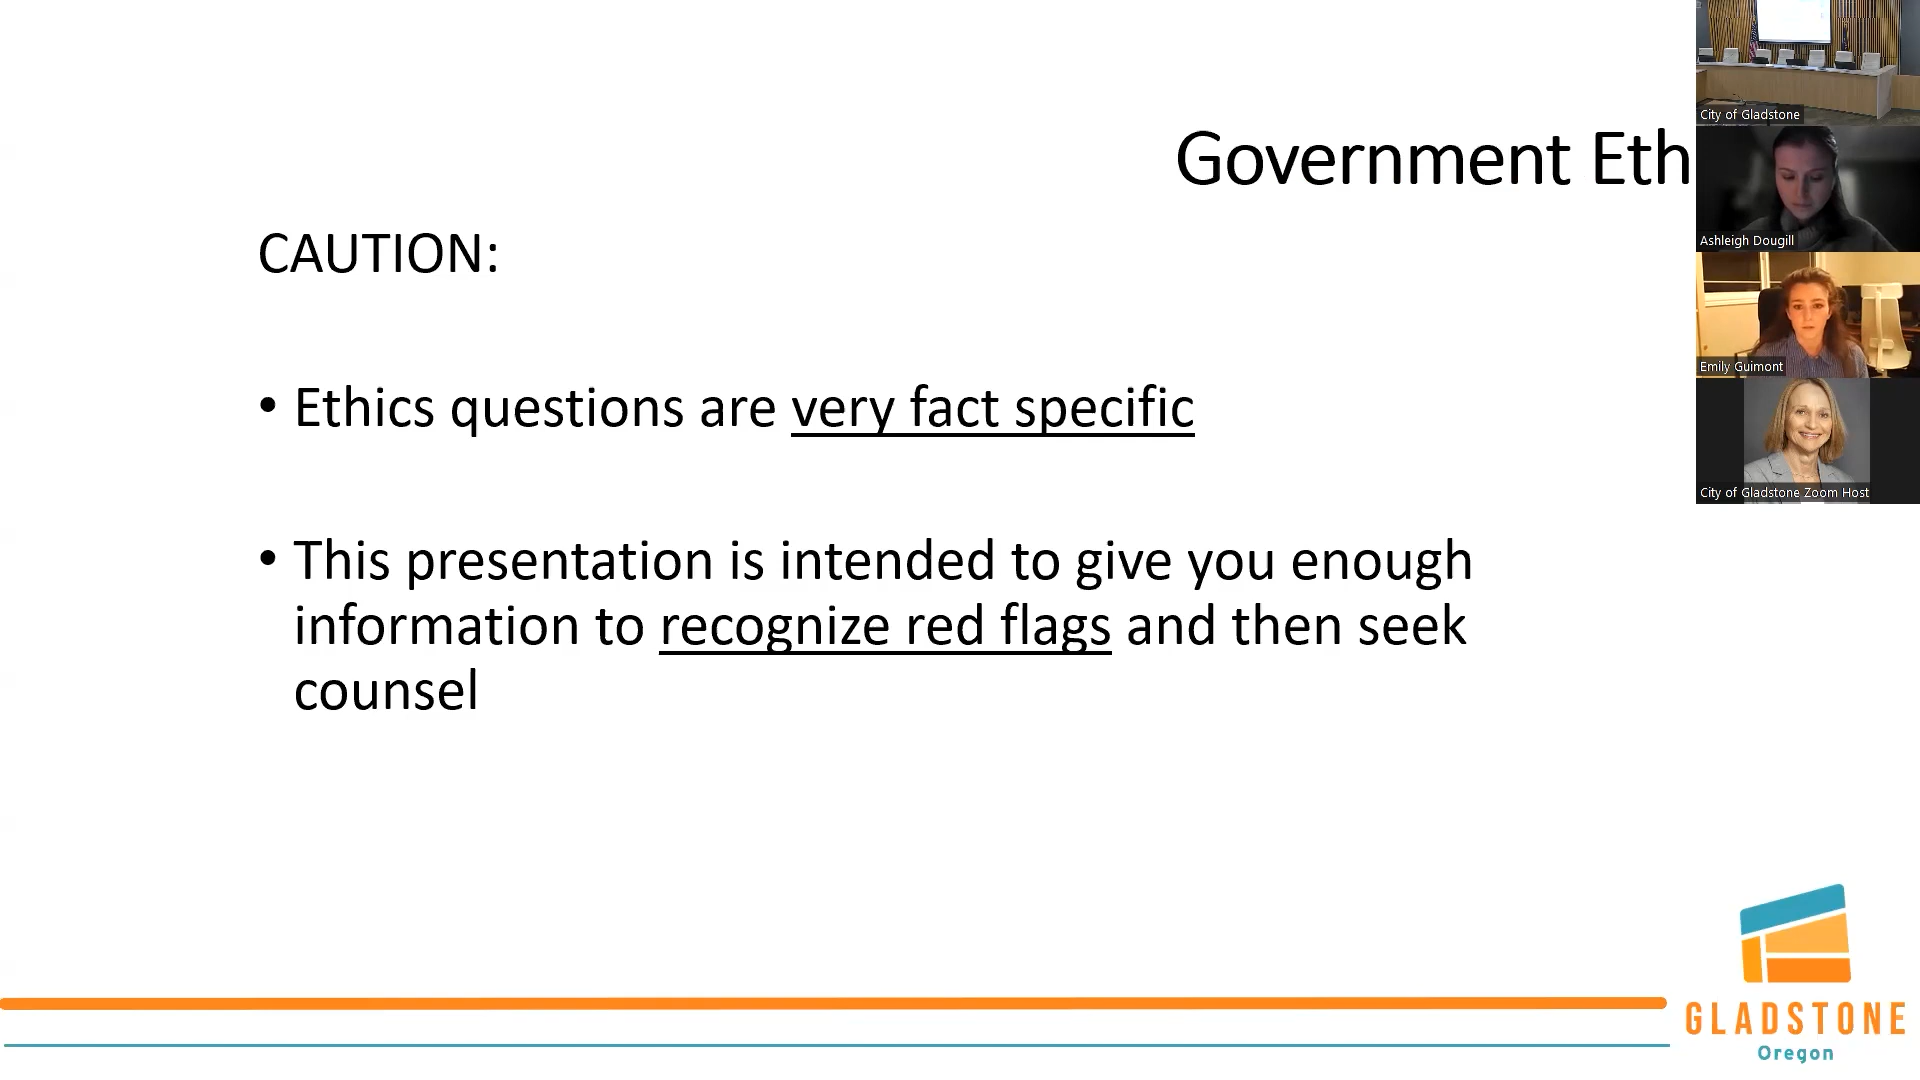 Government Eth
CAUTION:
• Ethics questions are very fact specific
• This presentation is intended to give you enough
information to recognize red flags and then seek
counsel
City of Gladstone
Ashleigh Dougill
Emily Guimont
City of Gladstone Zoom Host
GLADSTONE
Oregon